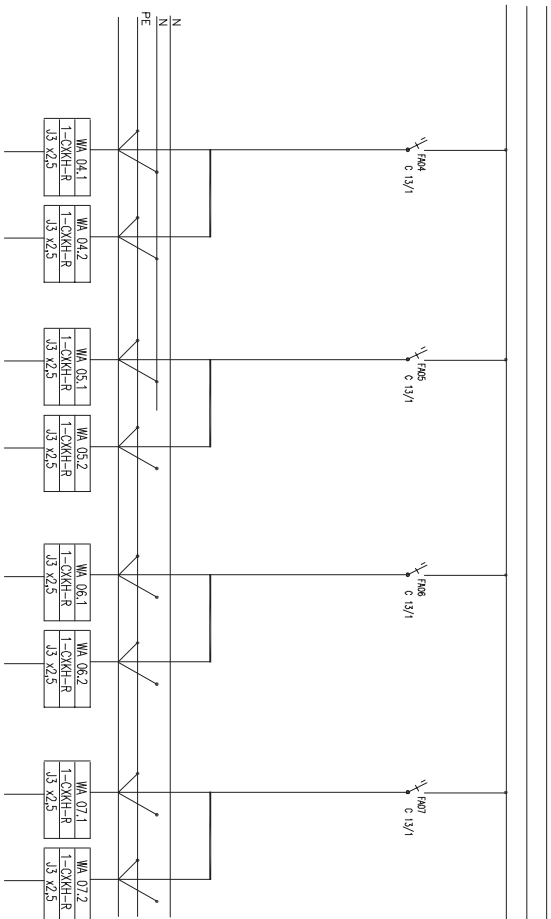 N
N
PE
FA04
C 13/1
FA05
C 13/1
FA06
C 13/1
FA07
C 13/1
WA 04.1
1-CXKH-R
J3 x2,5
WA 04.2
1-CXKH-R
J3 x2,5
WA 05.1
1-CXKH-R
J3 x2,5
WA 05.2
1-CXKH-R
J3 x2,5
WA 06.1
1-CXKH-R
J3 x2,5
WA 06.2
1-CXKH-R
J3 x2,5
WA 07.1
1-CXKH-R
J3 x2,5
WA 07.2
1-CXKH-R
J3 x2,5